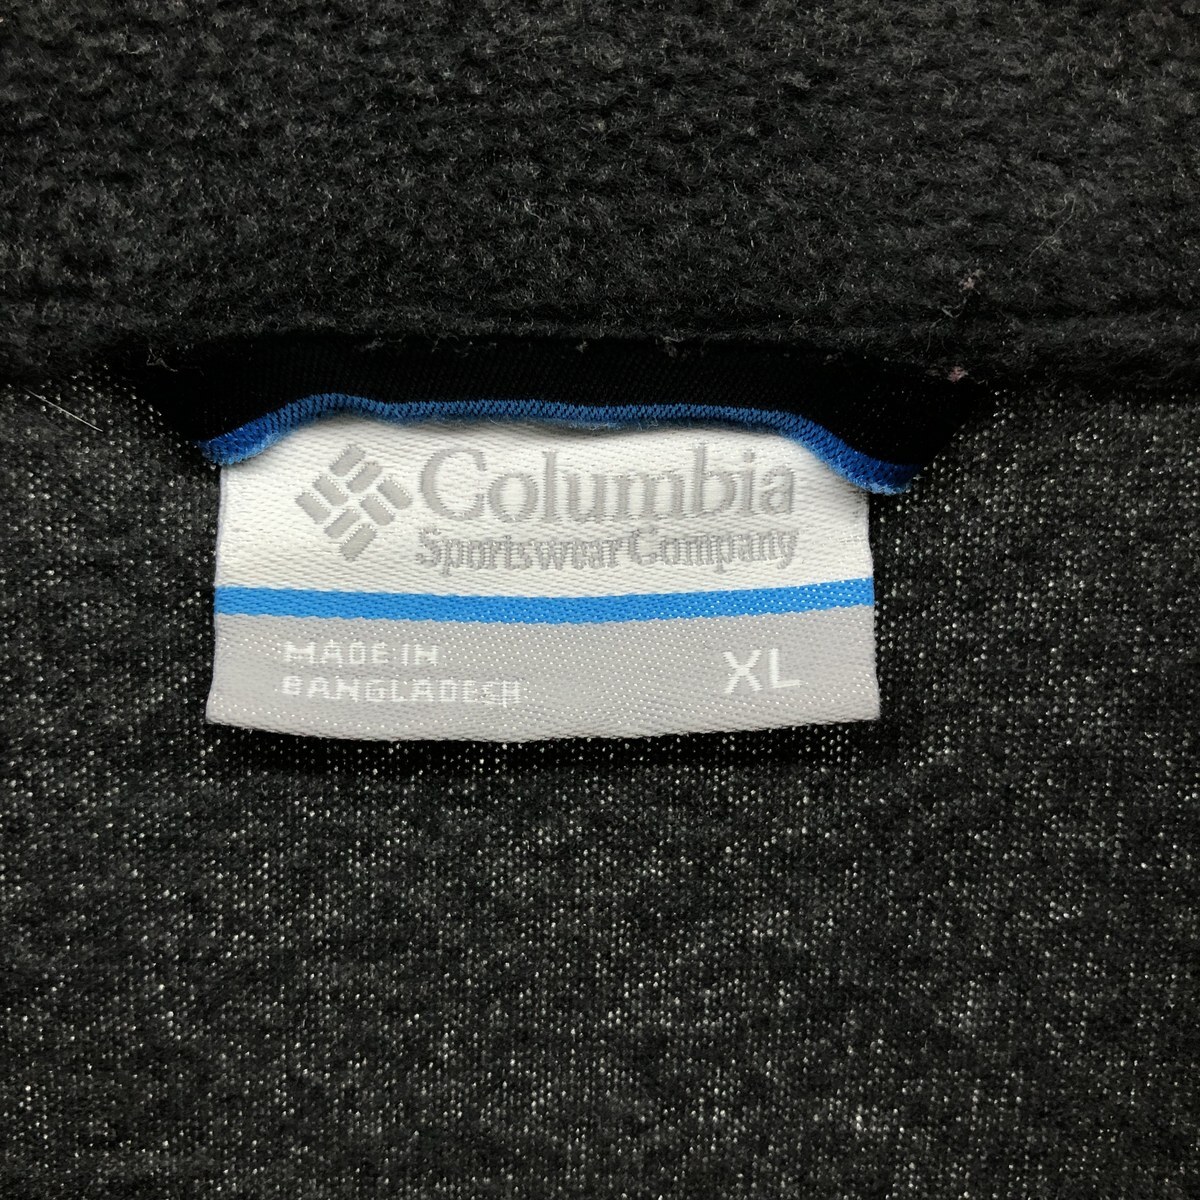 Columbia
Sportswear Company
MADE IN
BANGLADESH
XL